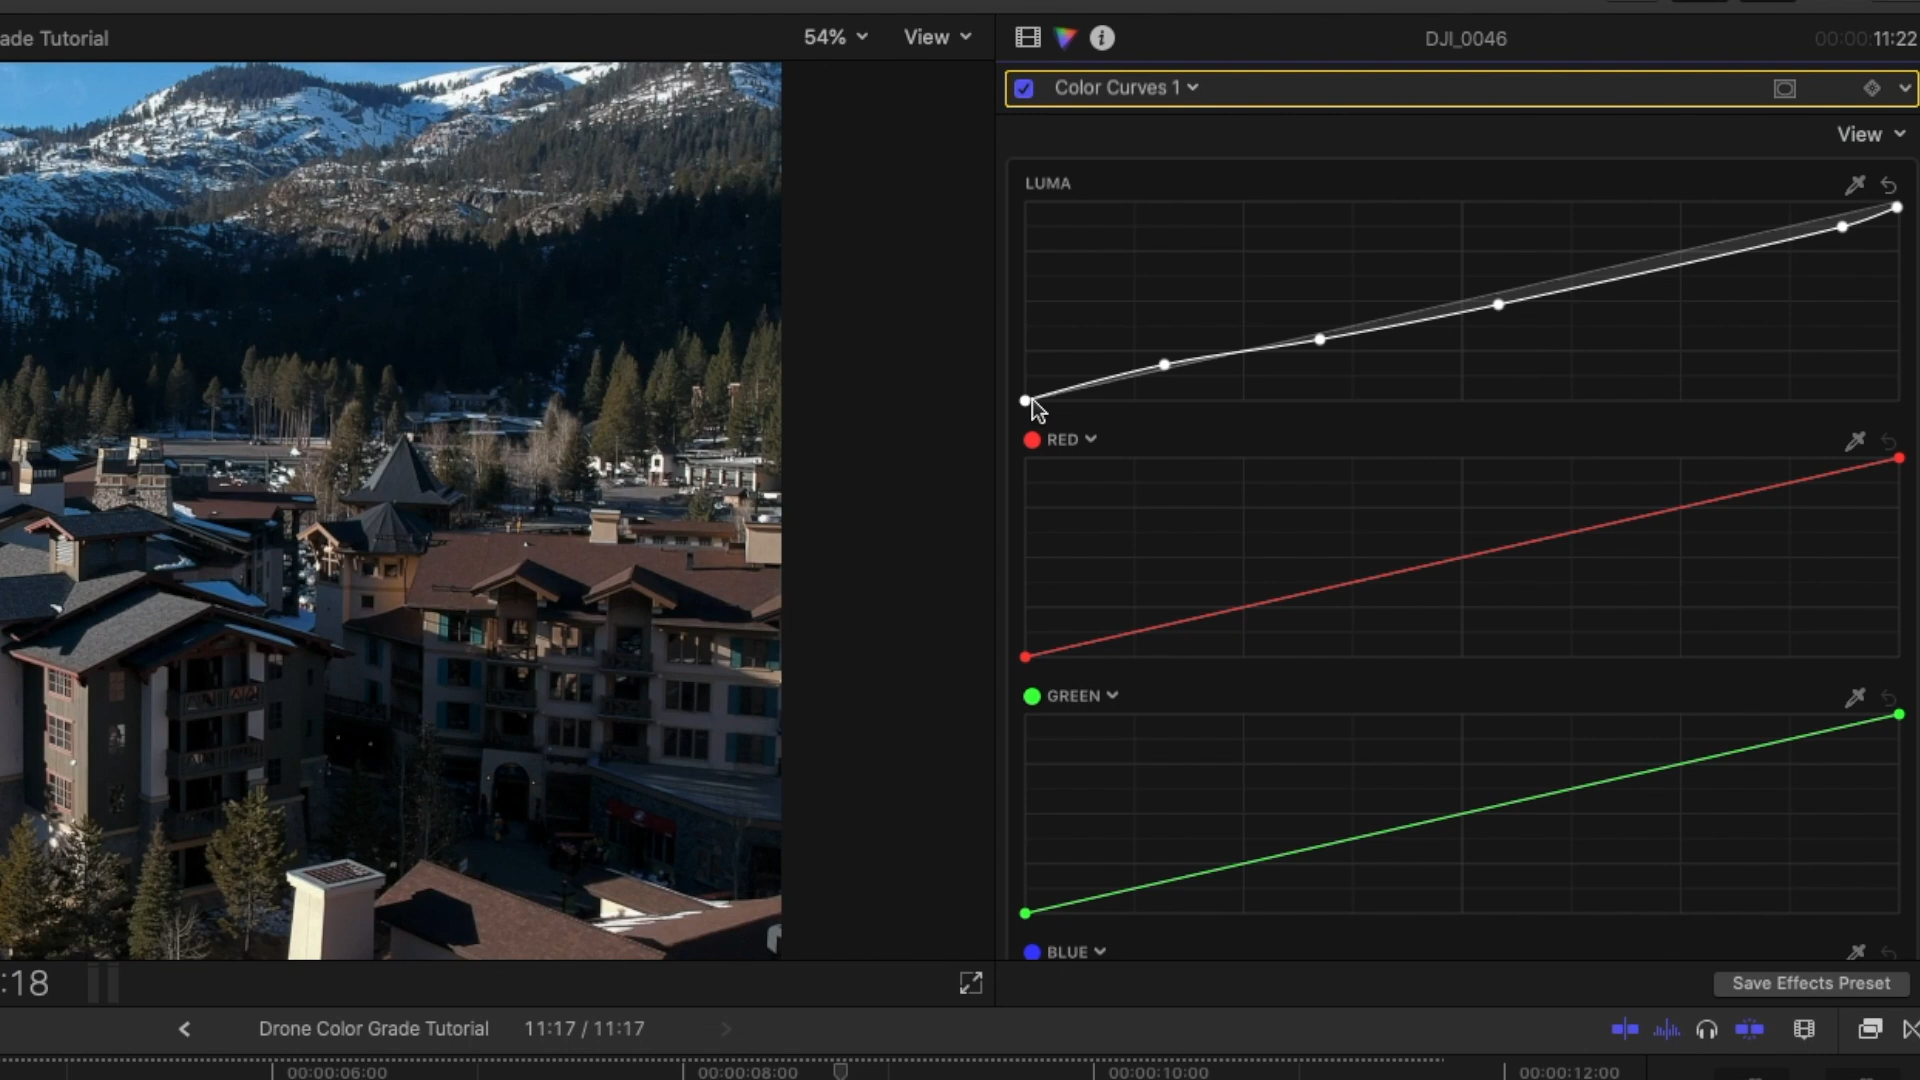 ade Tutorial
54%
View
DJI_0046
00:00:11:22
Color Curves 1
View
LUMA
RED
GREEN
BLUE
:18
Save Effects Preset
Drone Color Grade Tutorial
11:17 / 11:17
00:00:06:00
00:00:08:00
00:00:10:00
00:00:12:00